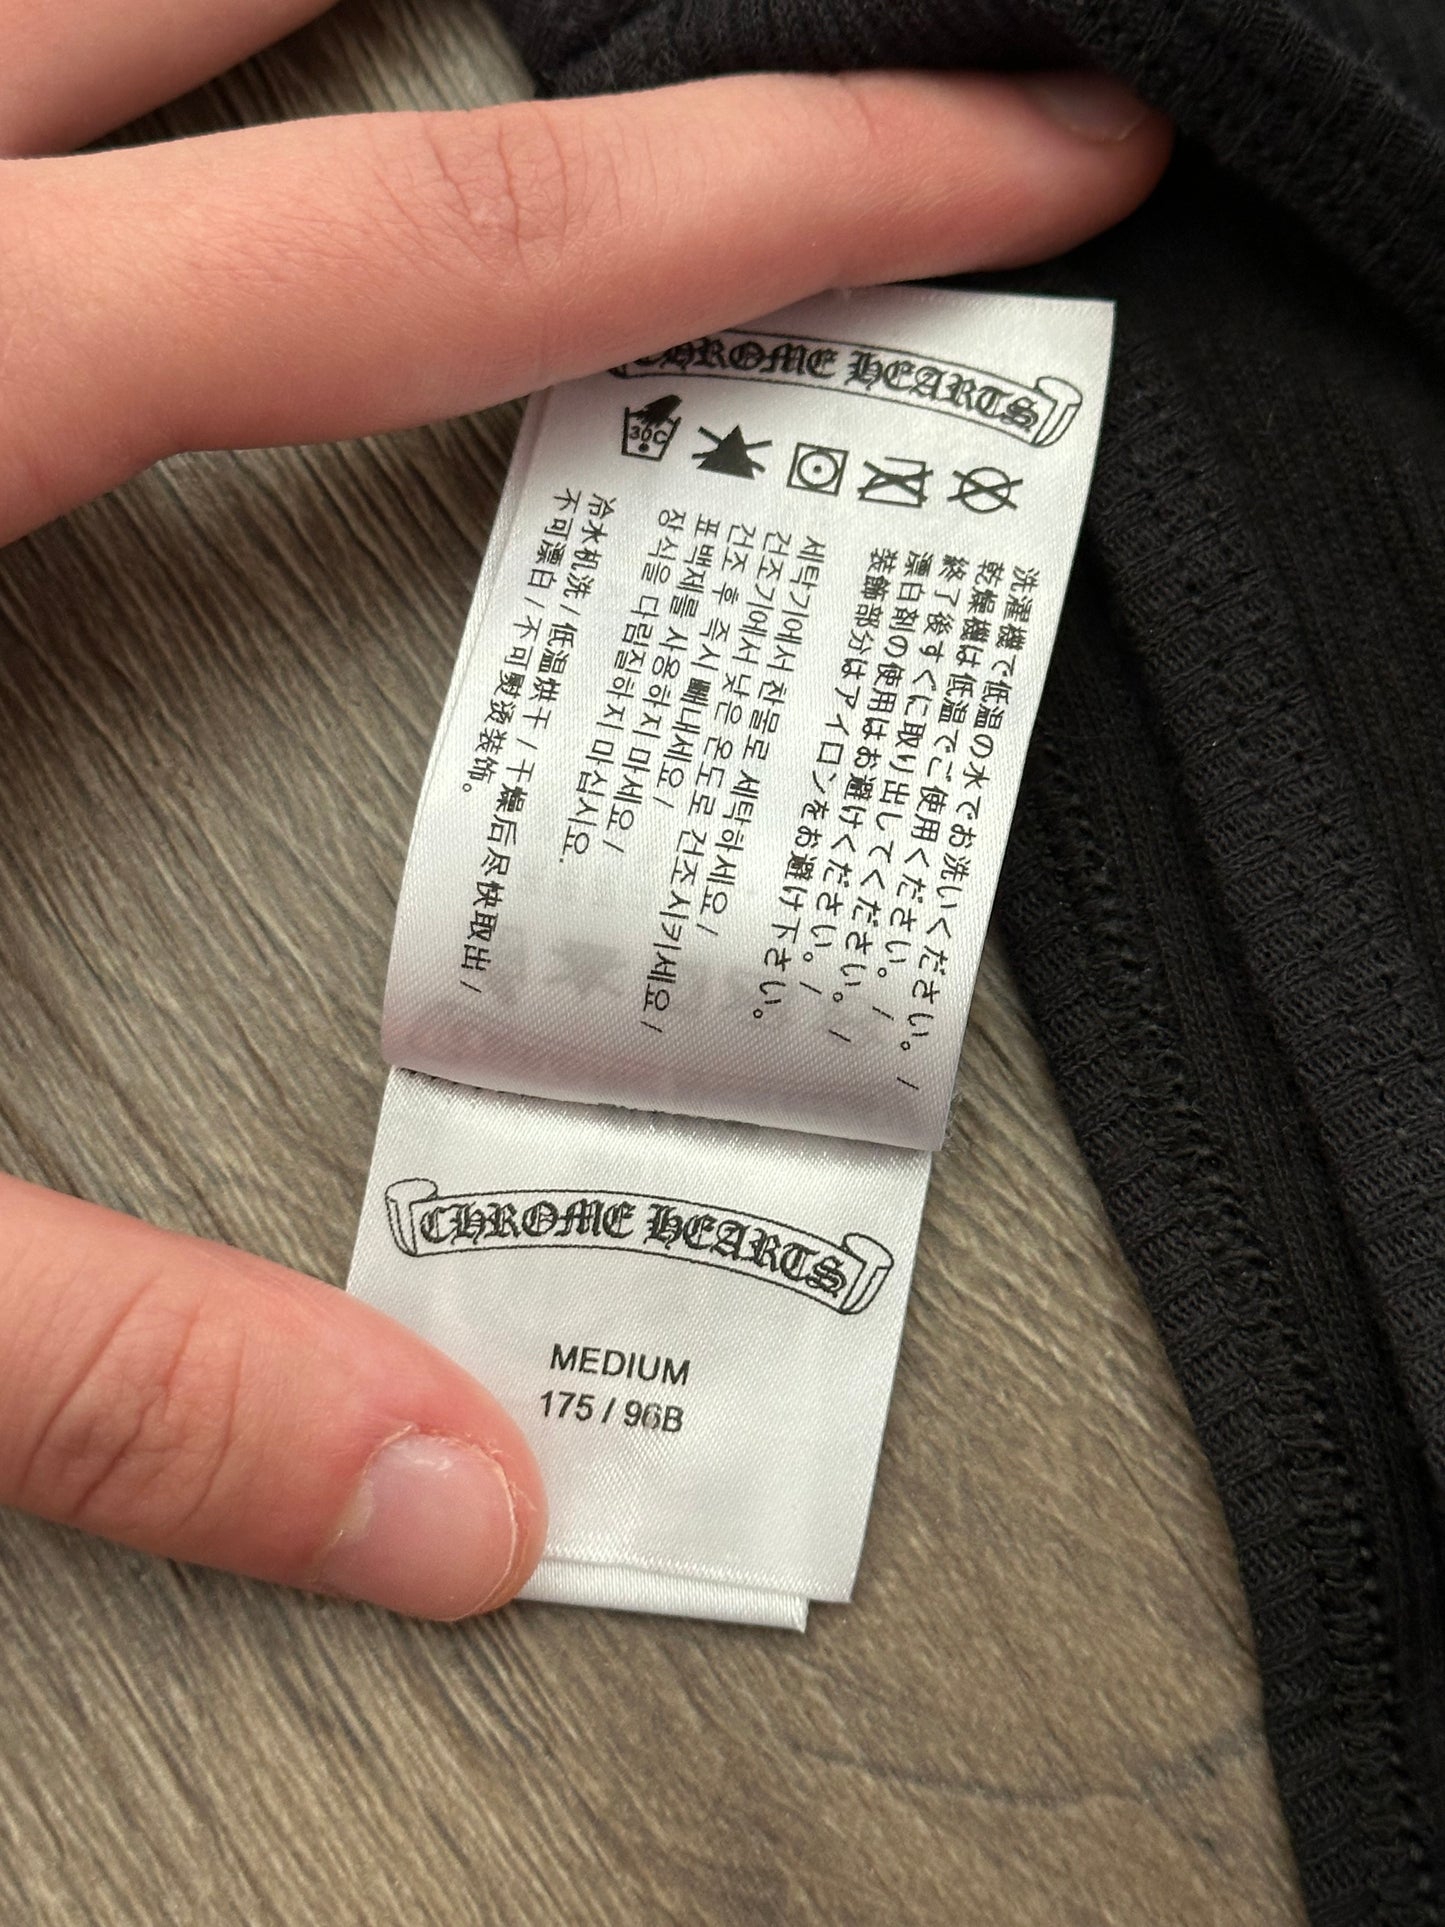 CHROME HEARTS
30C
洗濯機で低温の水でお洗いください。 /
乾燥機は低温でご使用ください。 /
終了後すぐに取り出してください。 /
漂白剤の使用はお避けください。 /
装飾部分はアイロンをお避け下さい。
세탁기에서 찬물로 세탁하세요 /
건조기에서 낮은 온도로 건조시키세요 /
건조 후 즉시 빼내세요 /
표백제를 사용하지 마세요 /
장식을 다림질하지 마십시요.
冷水机洗 / 低温烘干 / 干燥后尽快取出 /
不可漂白 / 不可熨烫装饰。
CHROME HEARTS
MEDIUM
175 / 96B